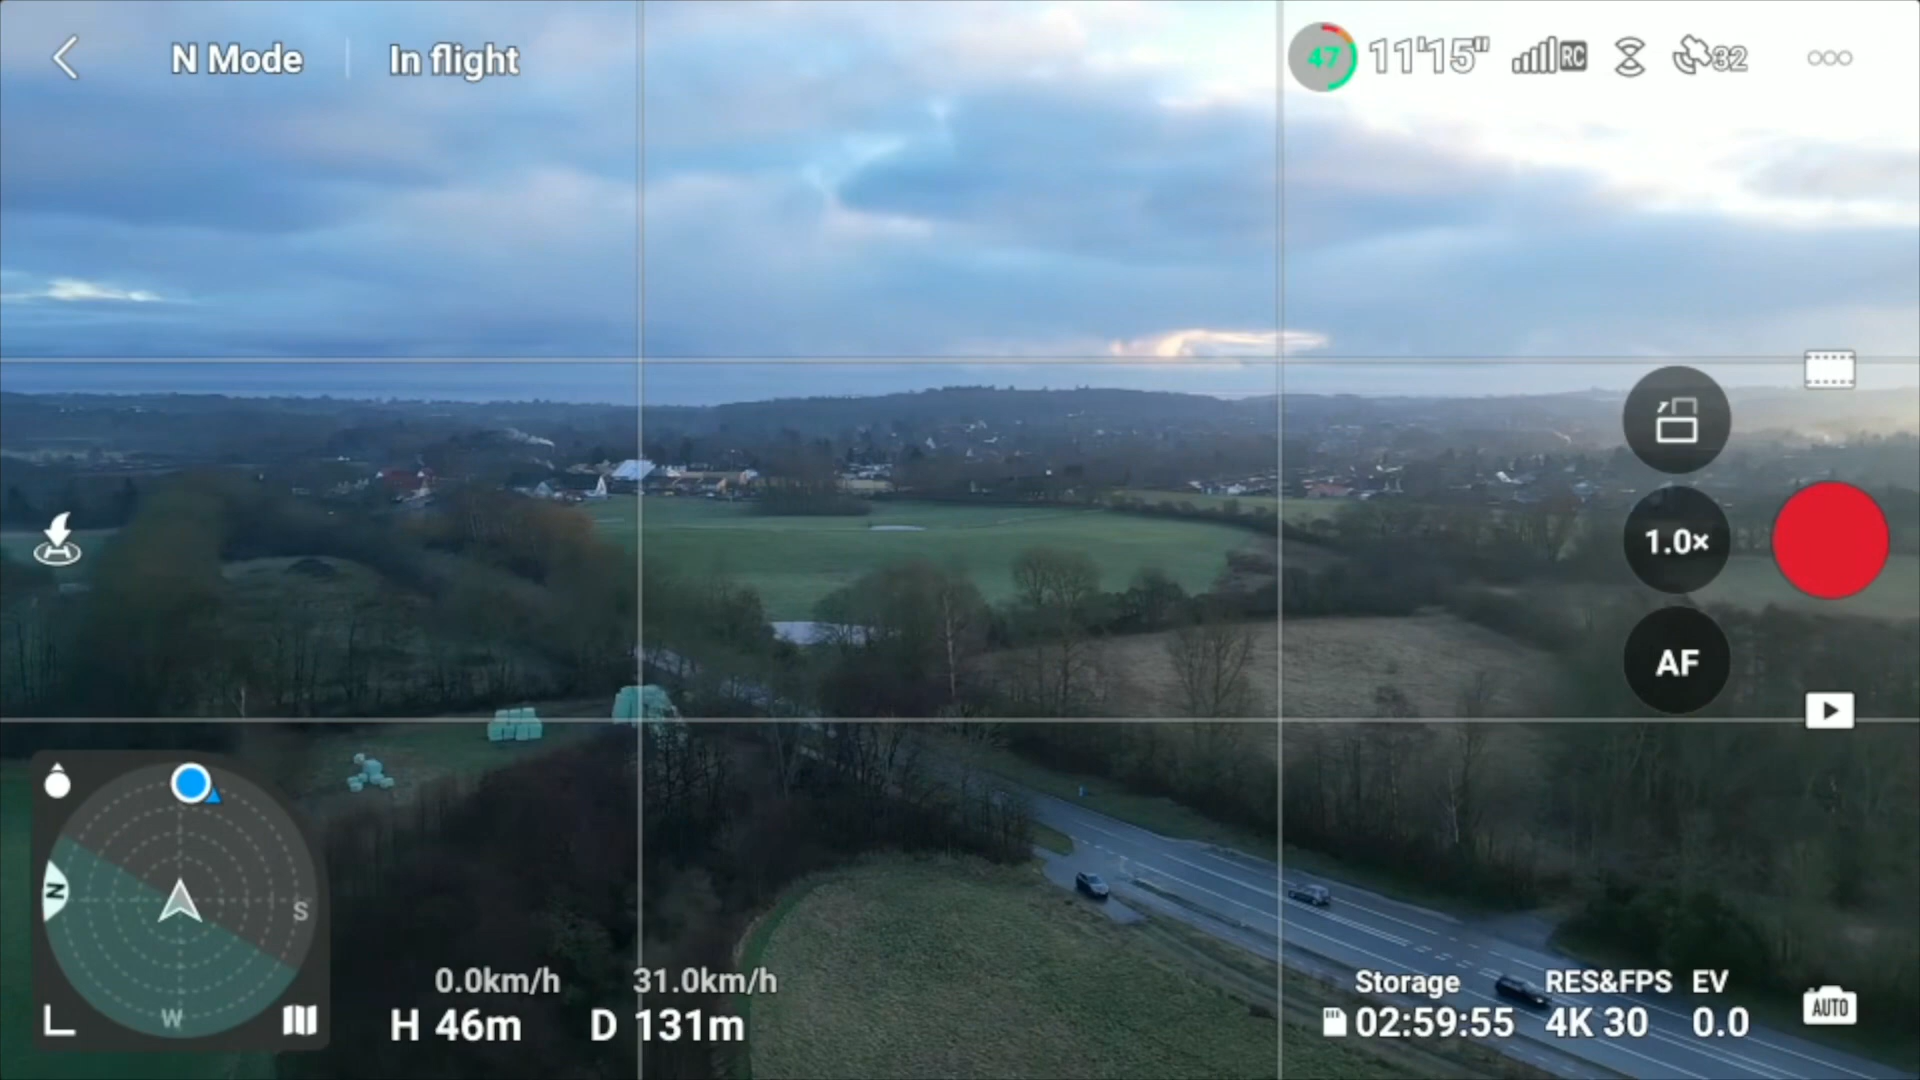 N Mode
In flight
47
11'15"
RC
32
1.0×
AF
N
S
W
0.0km/h
31.0km/h
H 46m
D 131m
Storage
RES&FPS
EV
02:59:55
4K 30
0.0
AUTO